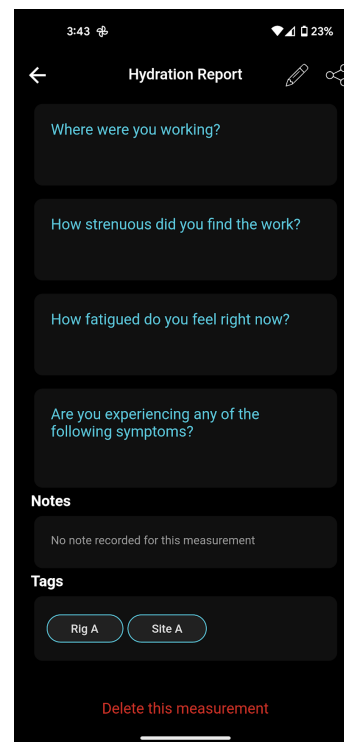 3:43
23%
Hydration Report
Where were you working?
How strenuous did you find the work?
How fatigued do you feel right now?
Are you experiencing any of the
following symptoms?
Notes
No note recorded for this measurement
Tags
Rig A
Site A
Delete this measurement